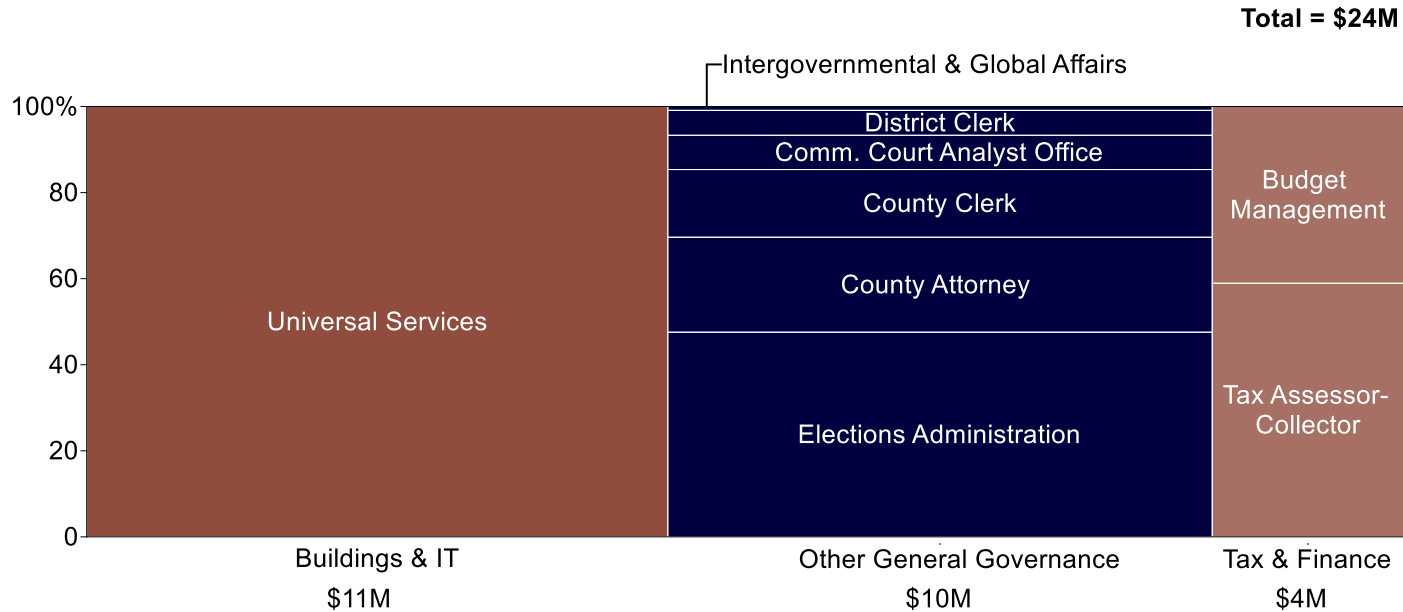 Total = $24M
Intergovernmental & Global Affairs
100%
80
60
40
20
0
Universal Services
District Clerk
Comm. Court Analyst Office
County Clerk
County Attorney
Elections Administration
Budget
Management
Tax Assessor-
Collector
Buildings & IT
Other General Governance
Tax & Finance
$11M
$10M
$4M